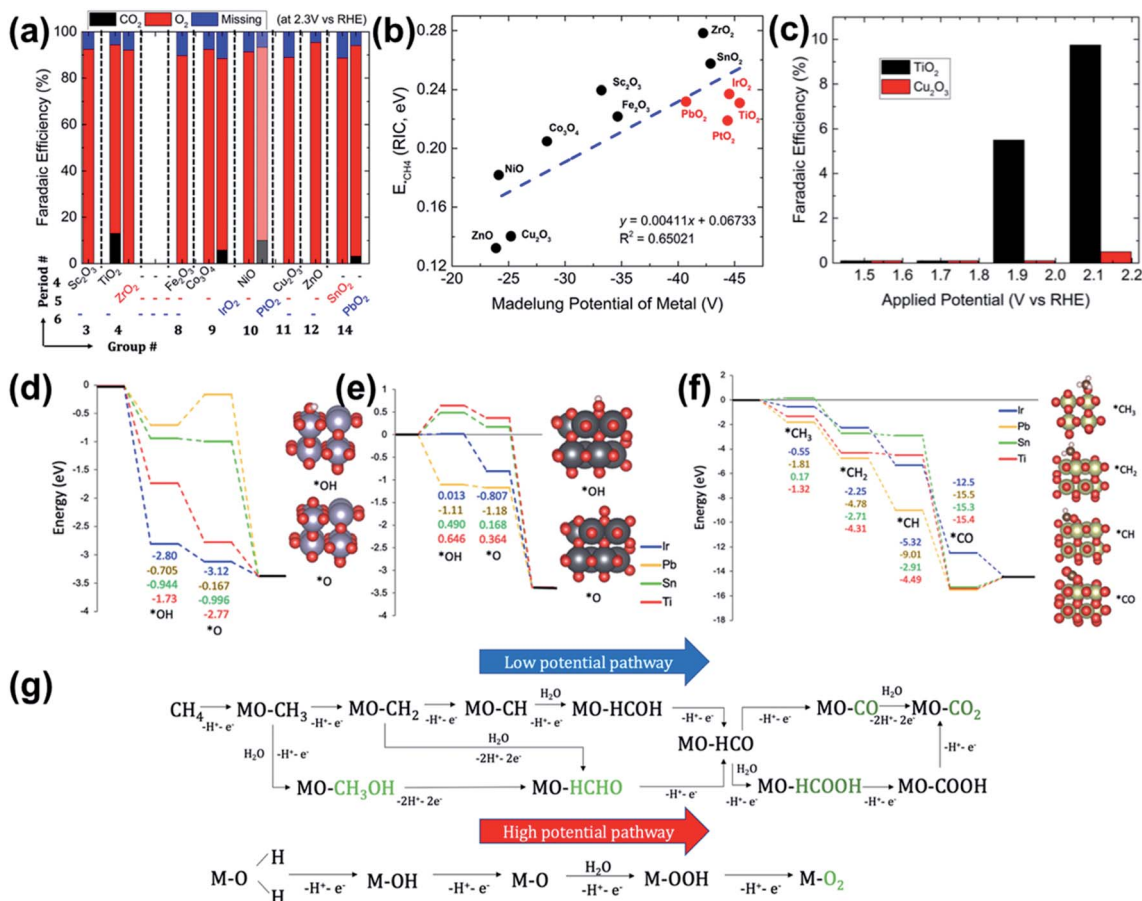 (a)
CO2 O2 Missing (at 2.3V vs RHE)
Faradaic Efficiency (%)
100
80
60
40
20
0
Sc2O3 TiO2 ZrO2 Fe2O3 Co3O4 IrO2 NiO PtO2 Cu2O3 ZnO SnO2 PbO2
Period #
4
5
6
3 4 8 9 10 11 12 14
Group #
(b)
E_CH4 (RIC, eV)
0.28
0.24
0.20
0.16
0.12
ZrO2
SnO2
Sc2O3
IrO2
Fe2O3
PbO2
TiO2
PtO2
Co3O4
NiO
Cu2O3
ZnO
y = 0.00411x + 0.06733
R² = 0.65021
-20 -25 -30 -35 -40 -45 -50
Madelung Potential of Metal (V)
(c)
Faradaic Efficiency (%)
10
8
6
4
2
0
TiO2
Cu2O3
1.5 1.6 1.7 1.8 1.9 2.0 2.1 2.2
Applied Potential (V vs RHE)
(d)
Energy (eV)
0
-0.5
-1
-1.5
-2
-2.5
-3
-3.5
-4
-2.80 -3.12
-0.705 -0.167
-0.944 -0.996
-1.73 -2.77
*OH *O
*OH
*O
(e)
Energy (eV)
1
0.5
0
-0.5
-1
-1.5
-2
-2.5
-3
-3.5
-4
0.013 -0.807
-1.11 -1.18
0.490 0.168
0.646 0.364
*OH *O
Ir
Pb
Sn
Ti
*OH
*O
(f)
Energy (eV)
2
0
-2
-4
-6
-8
-10
-12
-14
-16
-18
*CH3
-0.55
-1.81
0.17
-1.32
*CH2
-2.25
-4.78
-2.71
-4.31
*CH
-5.32
-9.01
-2.91
-4.49
-12.5
-15.5
-15.3
-15.4
*CO
Ir
Pb
Sn
Ti
*CH3
*CH2
*CH
*CO
(g)
Low potential pathway
CH4 -H⁺- e⁻ MO-CH3 -H⁺- e⁻ MO-CH2 -H⁺- e⁻ MO-CH H2O -H⁺- e⁻ MO-HCOH -H⁺- e⁻ MO-HCO -H⁺- e⁻ MO-CO H2O -2H⁺- 2e⁻ MO-CO2
H2O -H⁺- e⁻ H2O -2H⁺- 2e⁻ H2O -H⁺- e⁻ -H⁺- e⁻
MO-CH3OH -2H⁺- 2e⁻ MO-HCHO -H⁺- e⁻ MO-HCOOH -H⁺- e⁻ MO-COOH
High potential pathway
M-O H H -H⁺- e⁻ M-OH -H⁺- e⁻ M-O H2O -H⁺- e⁻ M-OOH -H⁺- e⁻ M-O2